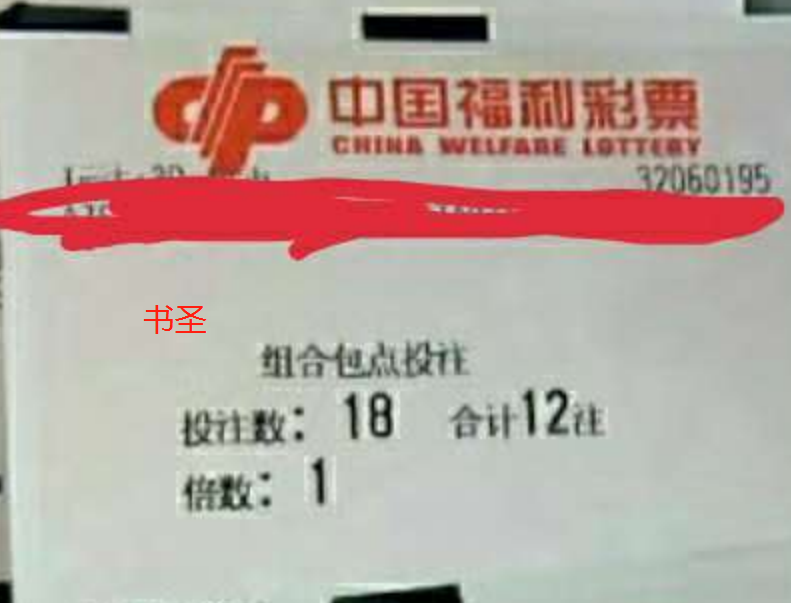 中国福利彩票
CHINA WELFARE LOTTERY
32060195
书圣
组合包点投注
投注数：18 合计12注
倍数：1